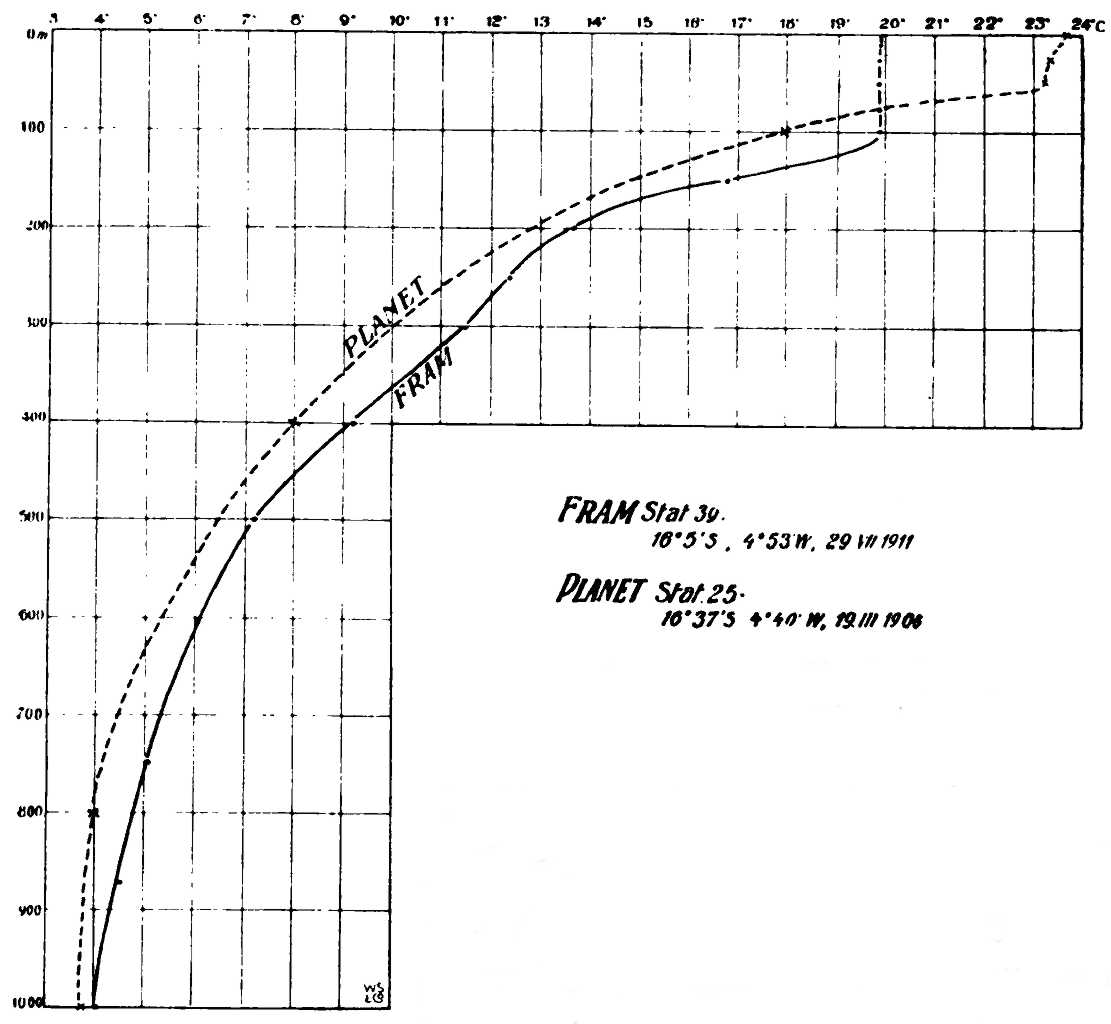 3° 4° 5° 6° 7° 8° 9° 10° 11° 12° 13° 14° 15° 16° 17° 18° 19° 20° 21° 22° 23° 24°C
0m
100
200
300
400
500
600
700
800
900
1000
PLANET
FRAM
FRAM Stat 39.
16°5'S, 4°53'W, 29 VII 1911
PLANET Stat. 25.
16°37'S 4°40' W, 19.III 1906
WS
LG